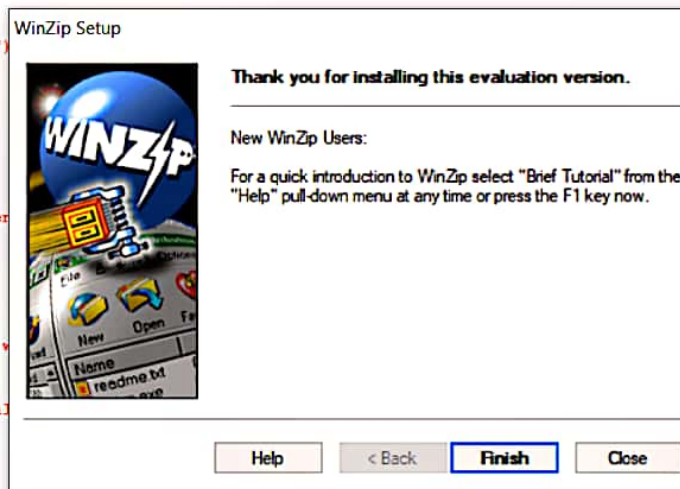 WinZip Setup
Thank you for installing this evaluation version.
WINZIP
New WinZip Users:
For a quick introduction to WinZip select "Brief Tutorial" from the
"Help" pull-down menu at any time or press the F1 key now.
File
Options
New
Open
Name
readme.txt
Help
< Back
Finish
Close